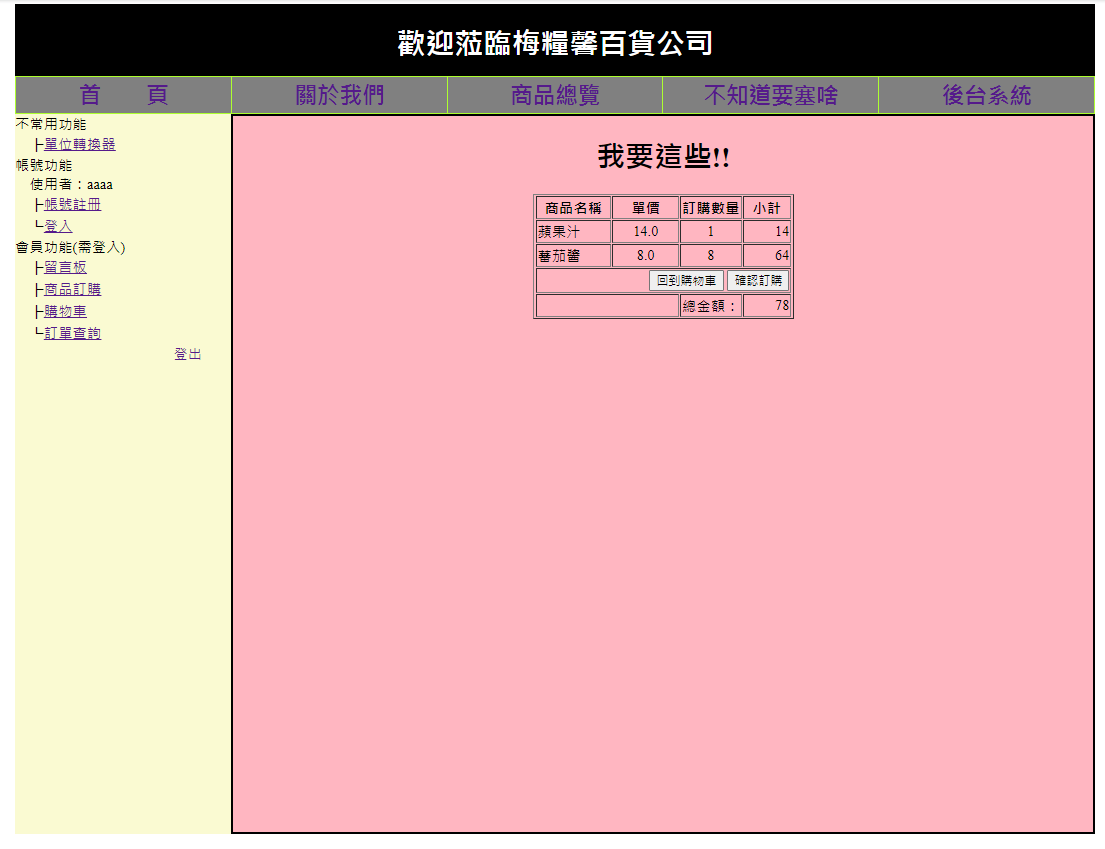 歡迎蒞臨梅糧馨百貨公司
首　　頁 關於我們 商品總覽 不知道要塞啥 後台系統
不常用功能
├單位轉換器
帳號功能
使用者：aaaa
├帳號註冊
└登入
會員功能(需登入)
├留言板
├商品訂購
├購物車
└訂單查詢
登出
我要這些!!
商品名稱 單價 訂購數量 小計
蘋果汁 14.0 1 14
蕃茄醬 8.0 8 64
回到購物車 確認訂購
總金額： 78